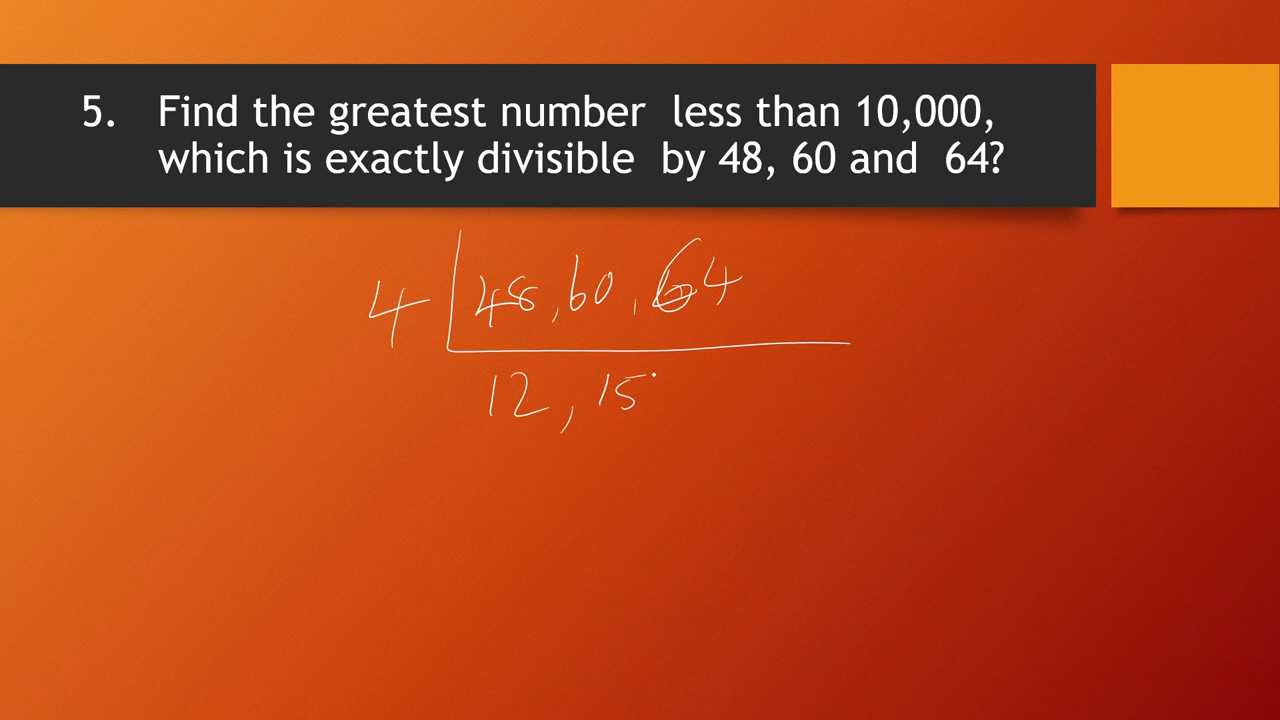 5. Find the greatest number less than 10,000,
which is exactly divisible by 48, 60 and 64?
4 48, 60, 64
12, 15